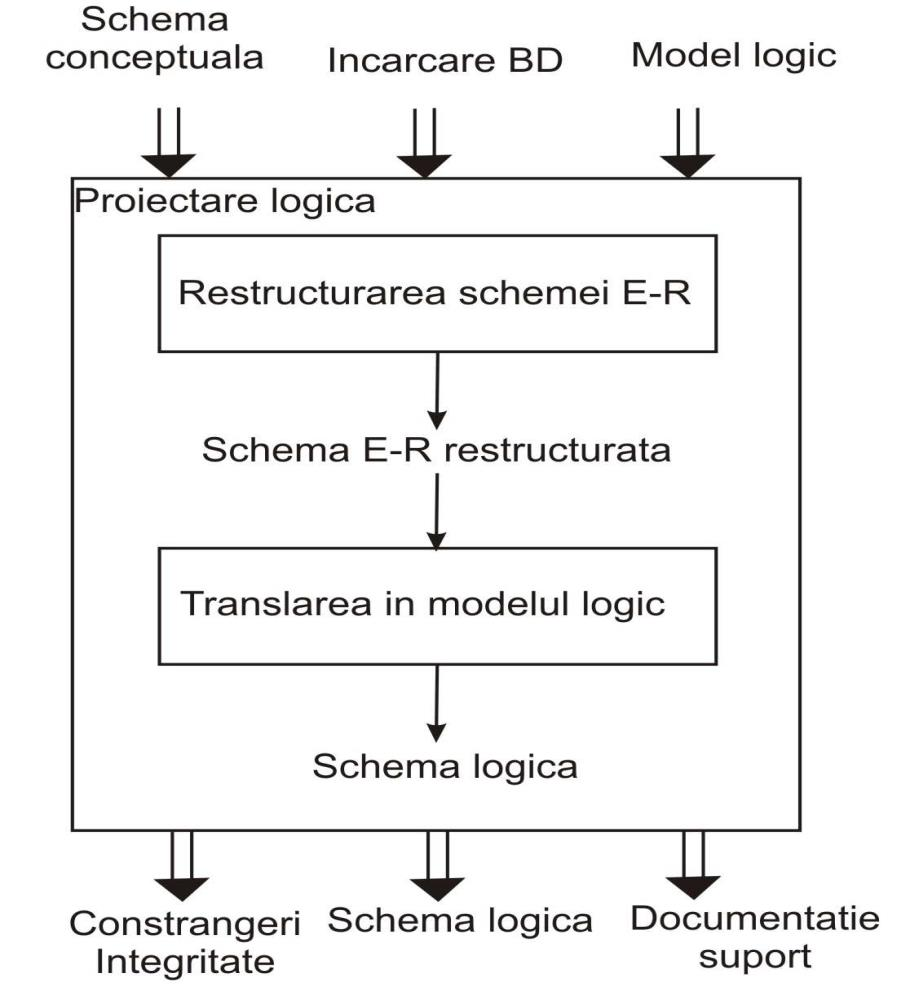 Schema
conceptuala
Incarcare BD
Model logic
Proiectare logica
Restructurarea schemei E-R
Schema E-R restructurata
Translarea in modelul logic
Schema logica
Constrangeri
Integritate
Schema logica
Documentatie
suport